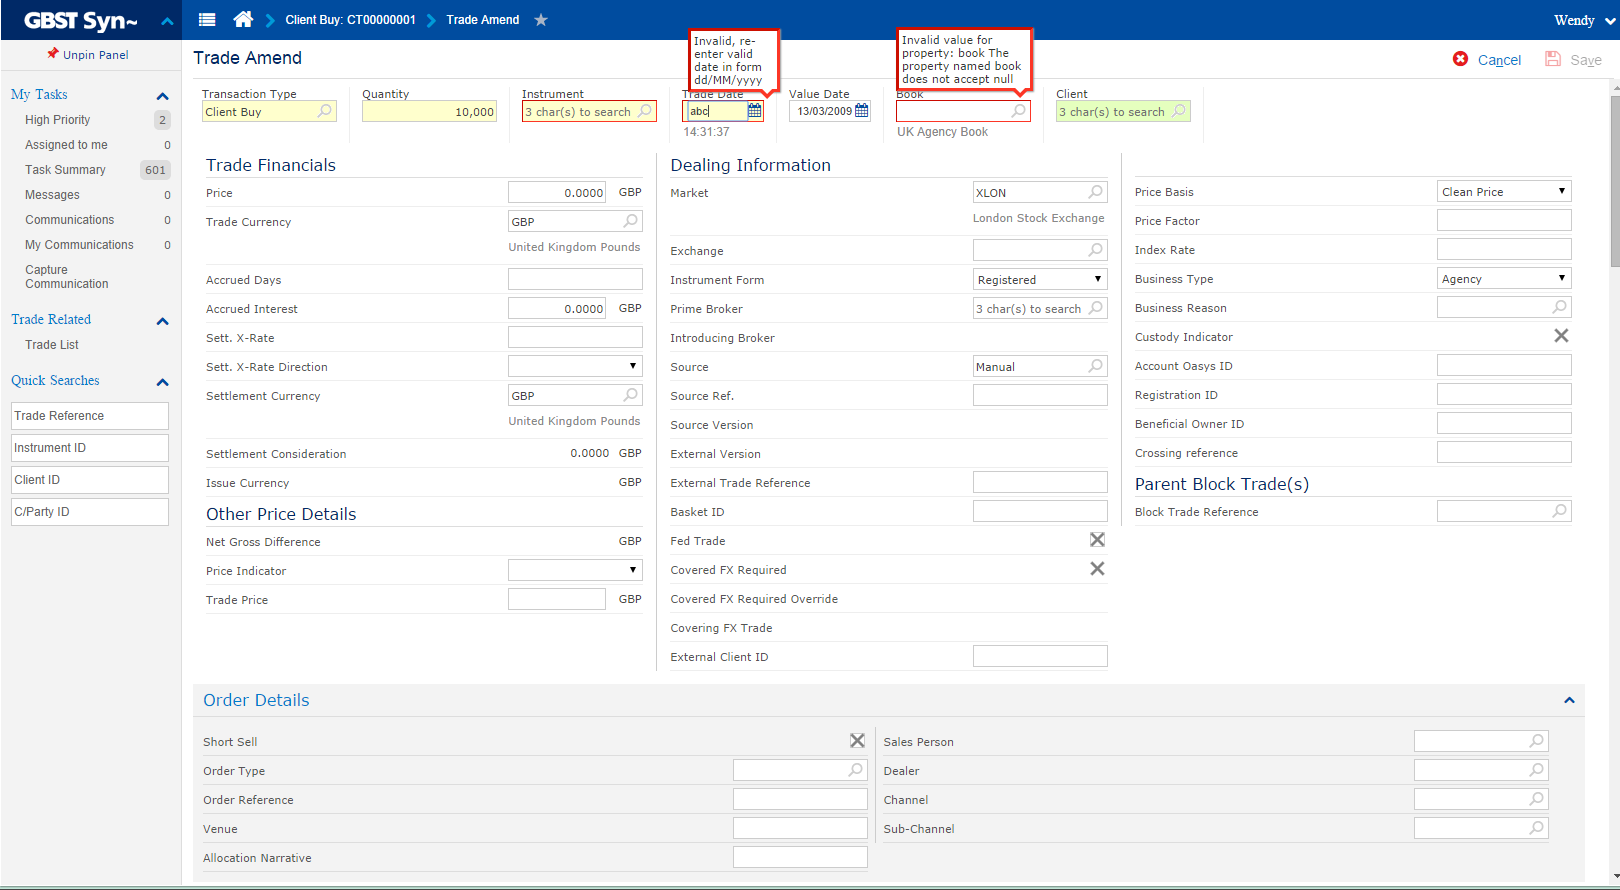 GBST Syn~
Client Buy: CT00000001
Trade Amend
Wendy
Unpin Panel
Trade Amend
Cancel
Save
Invalid, re-
enter valid
date in form
dd/MM/yyyy
Invalid value for
property: book The
property named book
does not accept null
My Tasks
High Priority 2
Assigned to me 0
Task Summary 601
Messages 0
Communications 0
My Communications 0
Capture
Communication
Trade Related
Trade List
Quick Searches
Trade Reference
Instrument ID
Client ID
C/Party ID
Transaction Type
Client Buy
Quantity
10,000
Instrument
3 char(s) to search
Trade Date
abc
14:31:37
Value Date
13/03/2009
Book
UK Agency Book
Client
3 char(s) to search
Trade Financials
Price 0.0000 GBP
Trade Currency GBP
United Kingdom Pounds
Accrued Days
Accrued Interest 0.0000 GBP
Sett. X-Rate
Sett. X-Rate Direction
Settlement Currency GBP
United Kingdom Pounds
Settlement Consideration 0.0000 GBP
Issue Currency GBP
Other Price Details
Net Gross Difference GBP
Price Indicator
Trade Price GBP
Dealing Information
Market XLON
London Stock Exchange
Exchange
Instrument Form Registered
Prime Broker 3 char(s) to search
Introducing Broker
Source Manual
Source Ref.
Source Version
External Version
External Trade Reference
Basket ID
Fed Trade
Covered FX Required
Covered FX Required Override
Covering FX Trade
External Client ID
Price Basis Clean Price
Price Factor
Index Rate
Business Type Agency
Business Reason
Custody Indicator
Account Oasys ID
Registration ID
Beneficial Owner ID
Crossing reference
Parent Block Trade(s)
Block Trade Reference
Order Details
Short Sell
Order Type
Order Reference
Venue
Allocation Narrative
Sales Person
Dealer
Channel
Sub-Channel